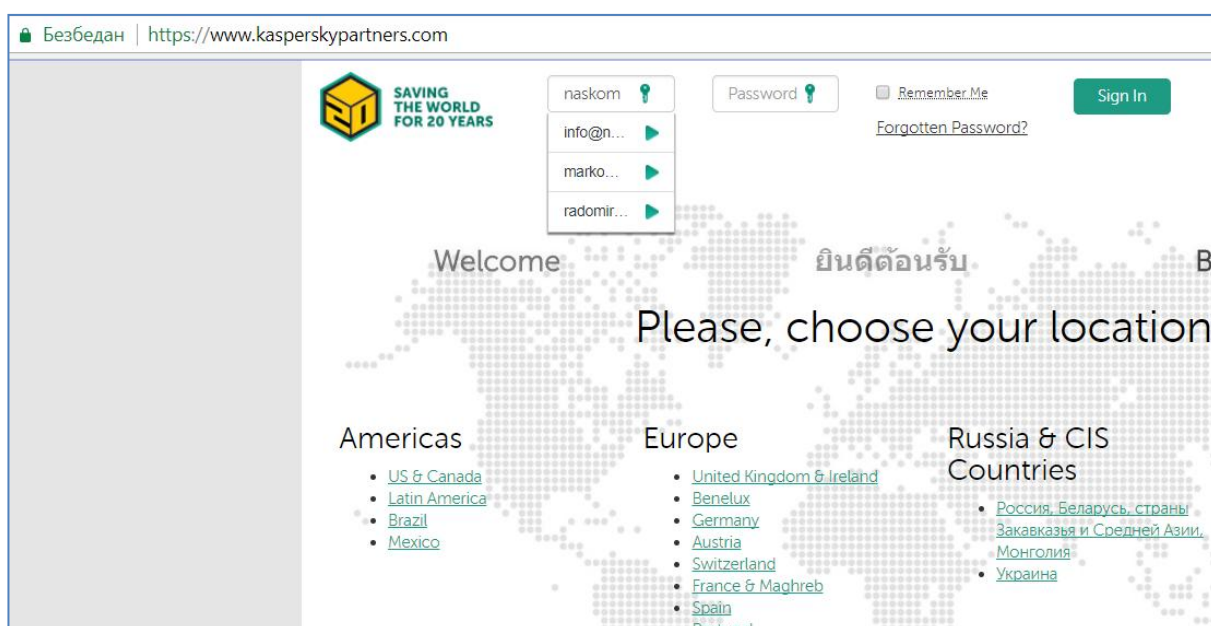 Безбедан | https://www.kasperskypartners.com
SAVING
THE WORLD
FOR 20 YEARS
naskom
Password
Remember Me
Sign In
Forgotten Password?
info@n...
marko...
radomir...
Welcome
ยินดีต้อนรับ
B
Please, choose your location
Americas
US & Canada
Latin America
Brazil
Mexico
Europe
United Kingdom & Ireland
Benelux
Germany
Austria
Switzerland
France & Maghreb
Spain
Russia & CIS
Countries
Россия, Беларусь, страны
Закавказья и Средней Азии,
Монголия
Украина